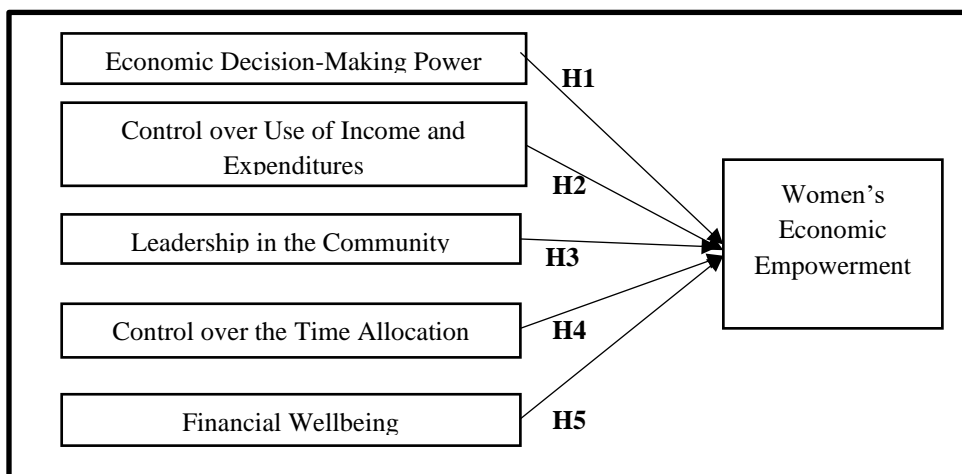 Economic Decision-Making Power
H1
Control over Use of Income and
Expenditures
H2
Women’s
Economic
Empowerment
Leadership in the Community
H3
Control over the Time Allocation
H4
Financial Wellbeing
H5